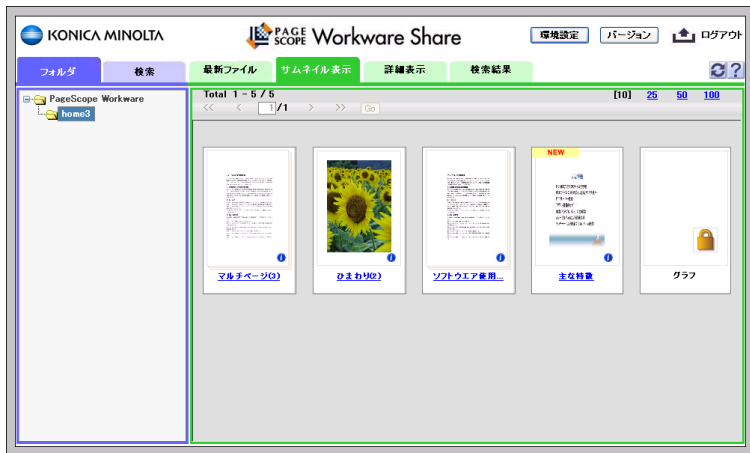 KONICA MINOLTA
PAGE SCOPE Workware Share
環境設定
バージョン
ログアウト
フォルダ
検索
最新ファイル
サムネイル表示
詳細表示
検索結果
?
PageScope Workware
home3
Total 1 - 5 / 5
[10] 25 50 100
<< < 1 /1 > >> Go
NEW
マルチページ(3)
ひまわり(2)
ソフトウエア使用...
主な特徴
グラフ